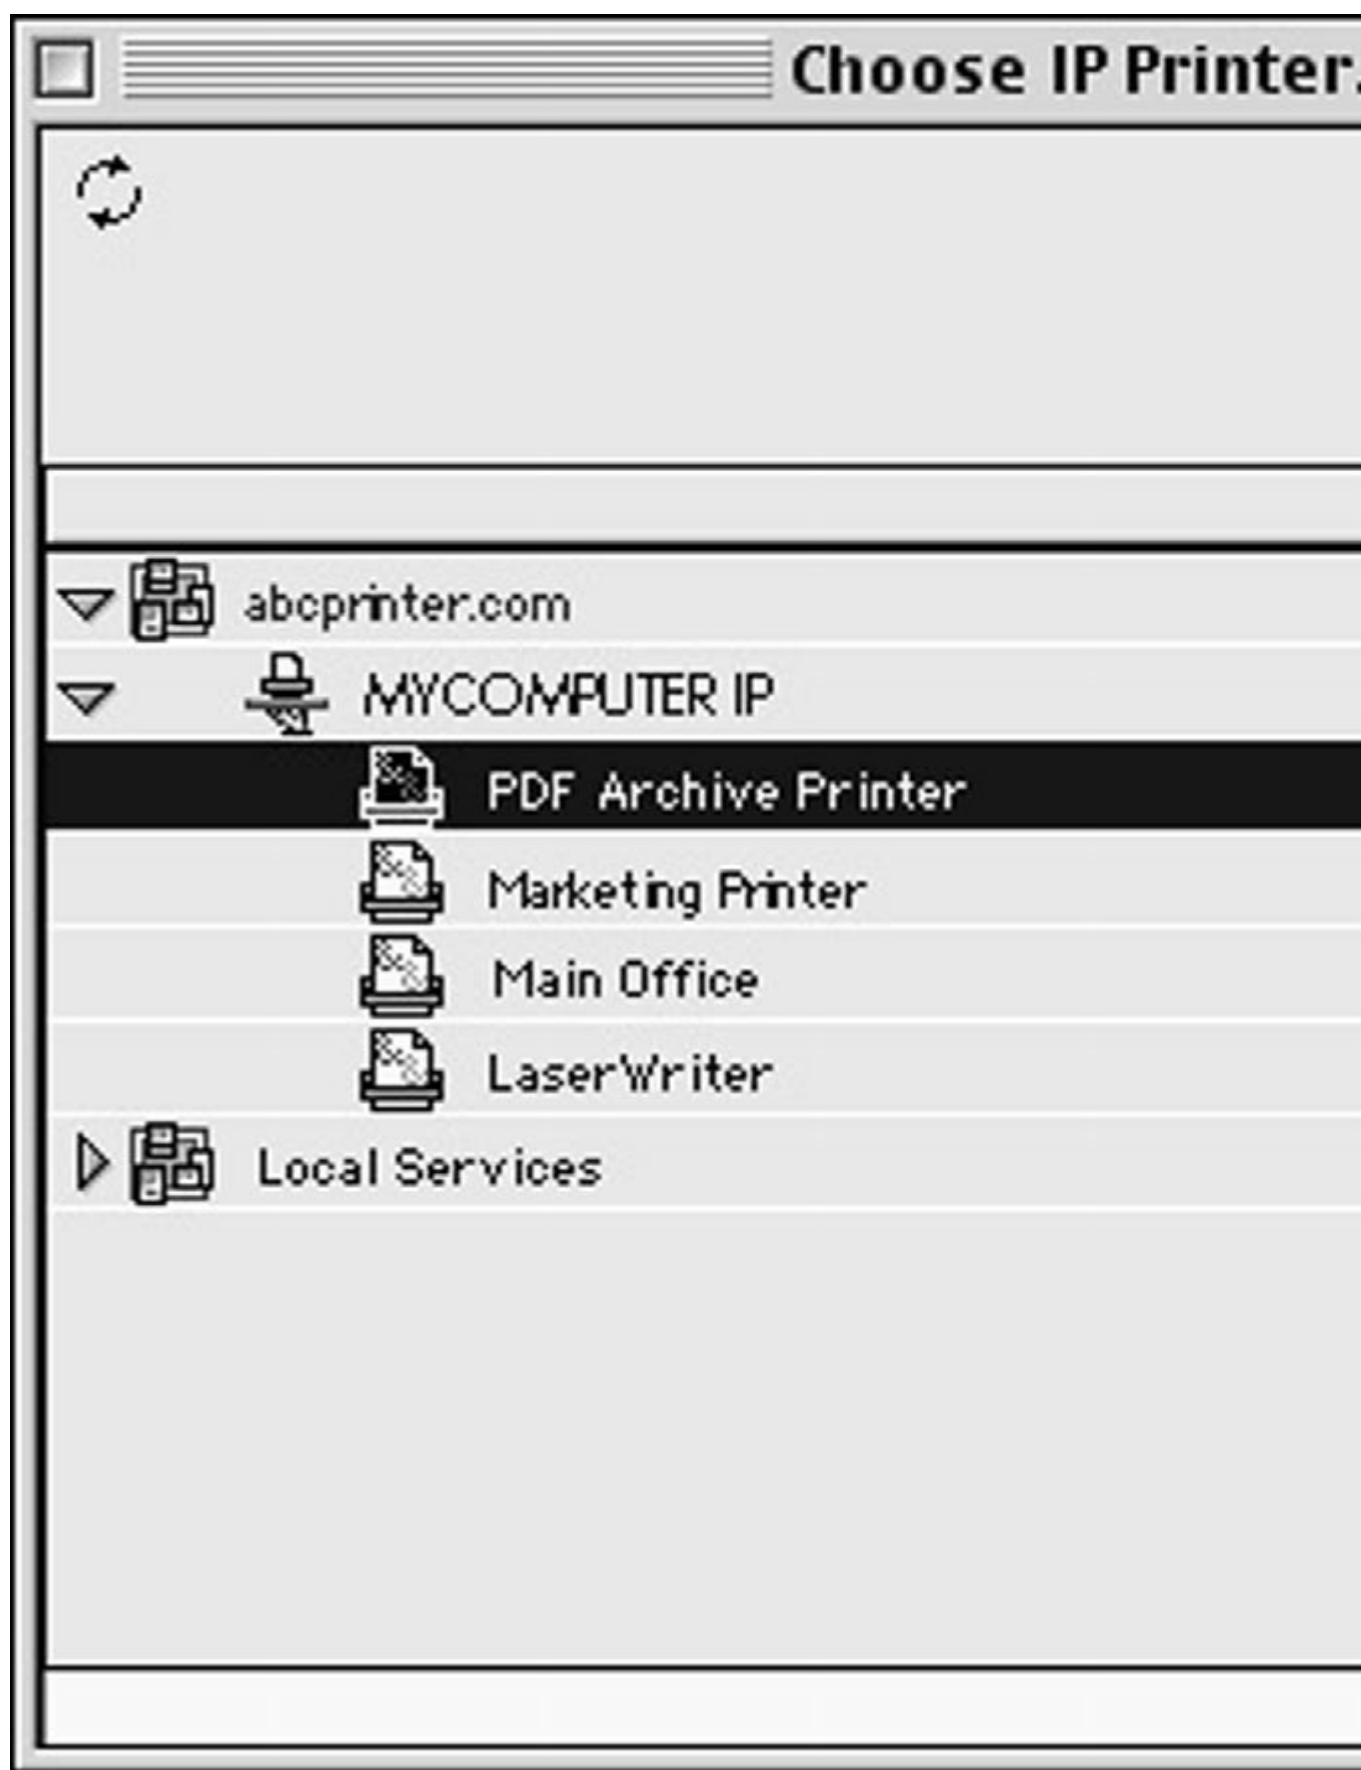 Choose IP Printer.
abcprinter.com
MYCOMPUTER IP
PDF Archive Printer
Marketing Printer
Main Office
LaserWriter
Local Services